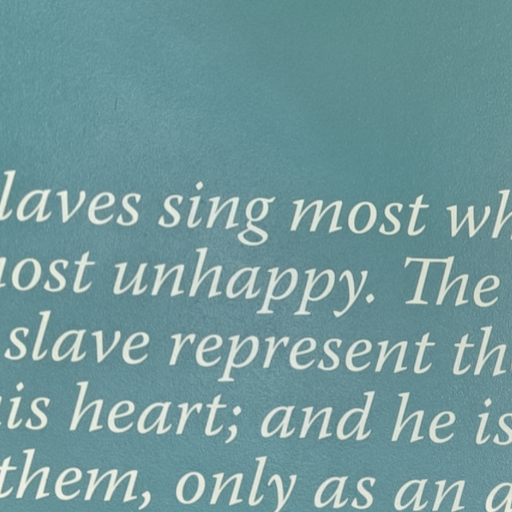 laves sing most wh
ost unhappy. The
slave represent th
is heart; and he is
them, only as an a